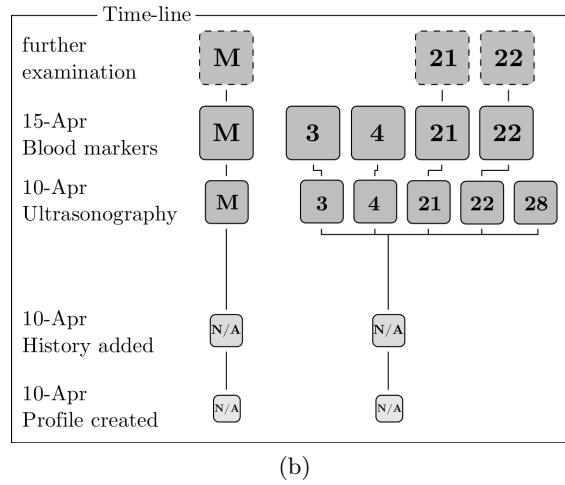 Time-line
further
examination
M 21 22
15-Apr
Blood markers
M 3 4 21 22
10-Apr
Ultrasonography
M 3 4 21 22 28
10-Apr
History added
N/A N/A
10-Apr
Profile created
N/A N/A
(b)